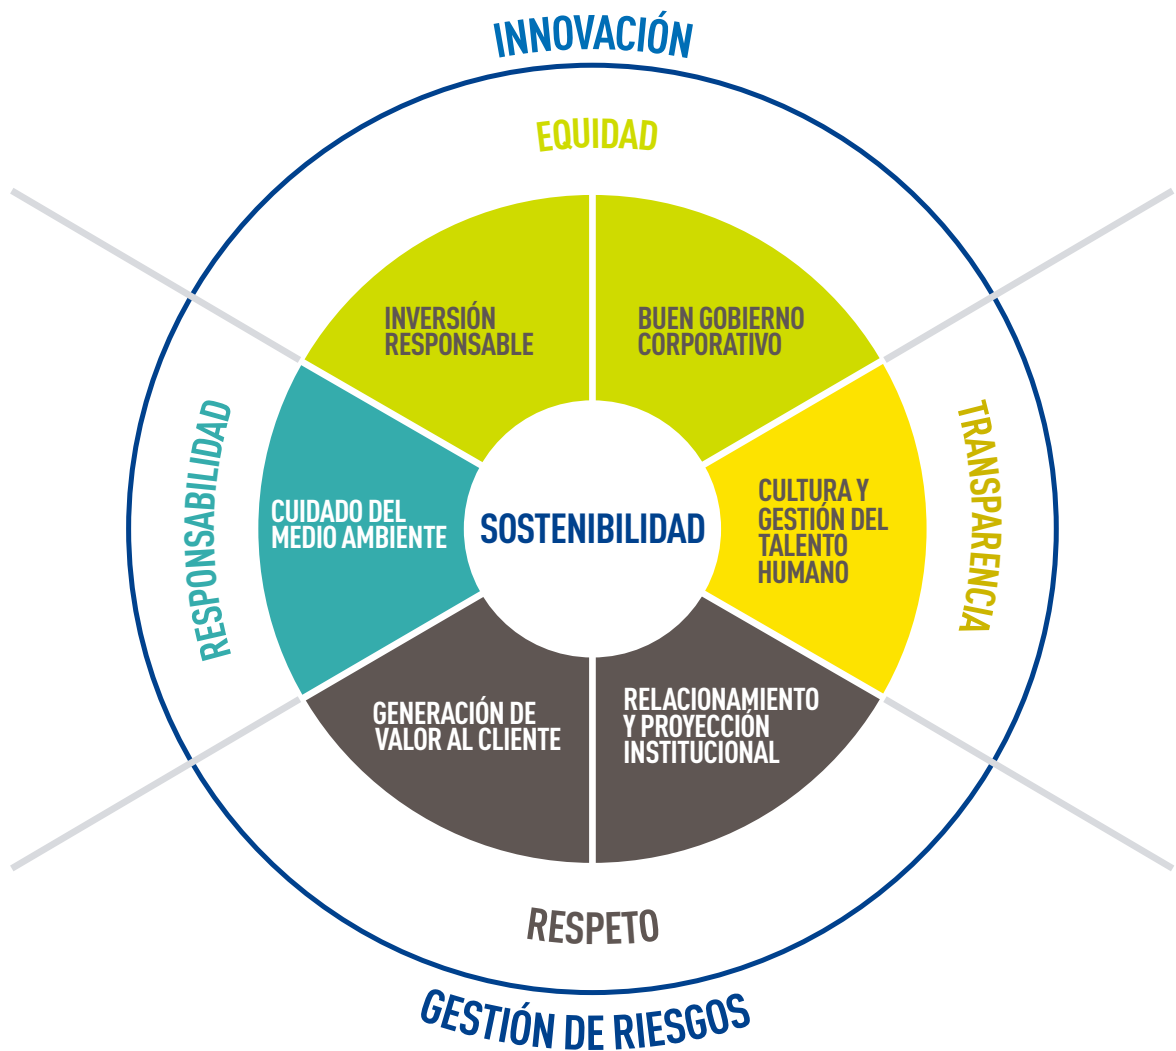 INNOVACIÓN
EQUIDAD
INVERSIÓN
RESPONSABLE
BUEN GOBIERNO
CORPORATIVO
RESPONSABILIDAD
CUIDADO DEL
MEDIO AMBIENTE
SOSTENIBILIDAD
CULTURA Y
GESTIÓN DEL
TALENTO
HUMANO
TRANSPARENCIA
GENERACIÓN DE
VALOR AL CLIENTE
RELACIONAMIENTO
Y PROYECCIÓN
INSTITUCIONAL
RESPETO
GESTIÓN DE RIESGOS